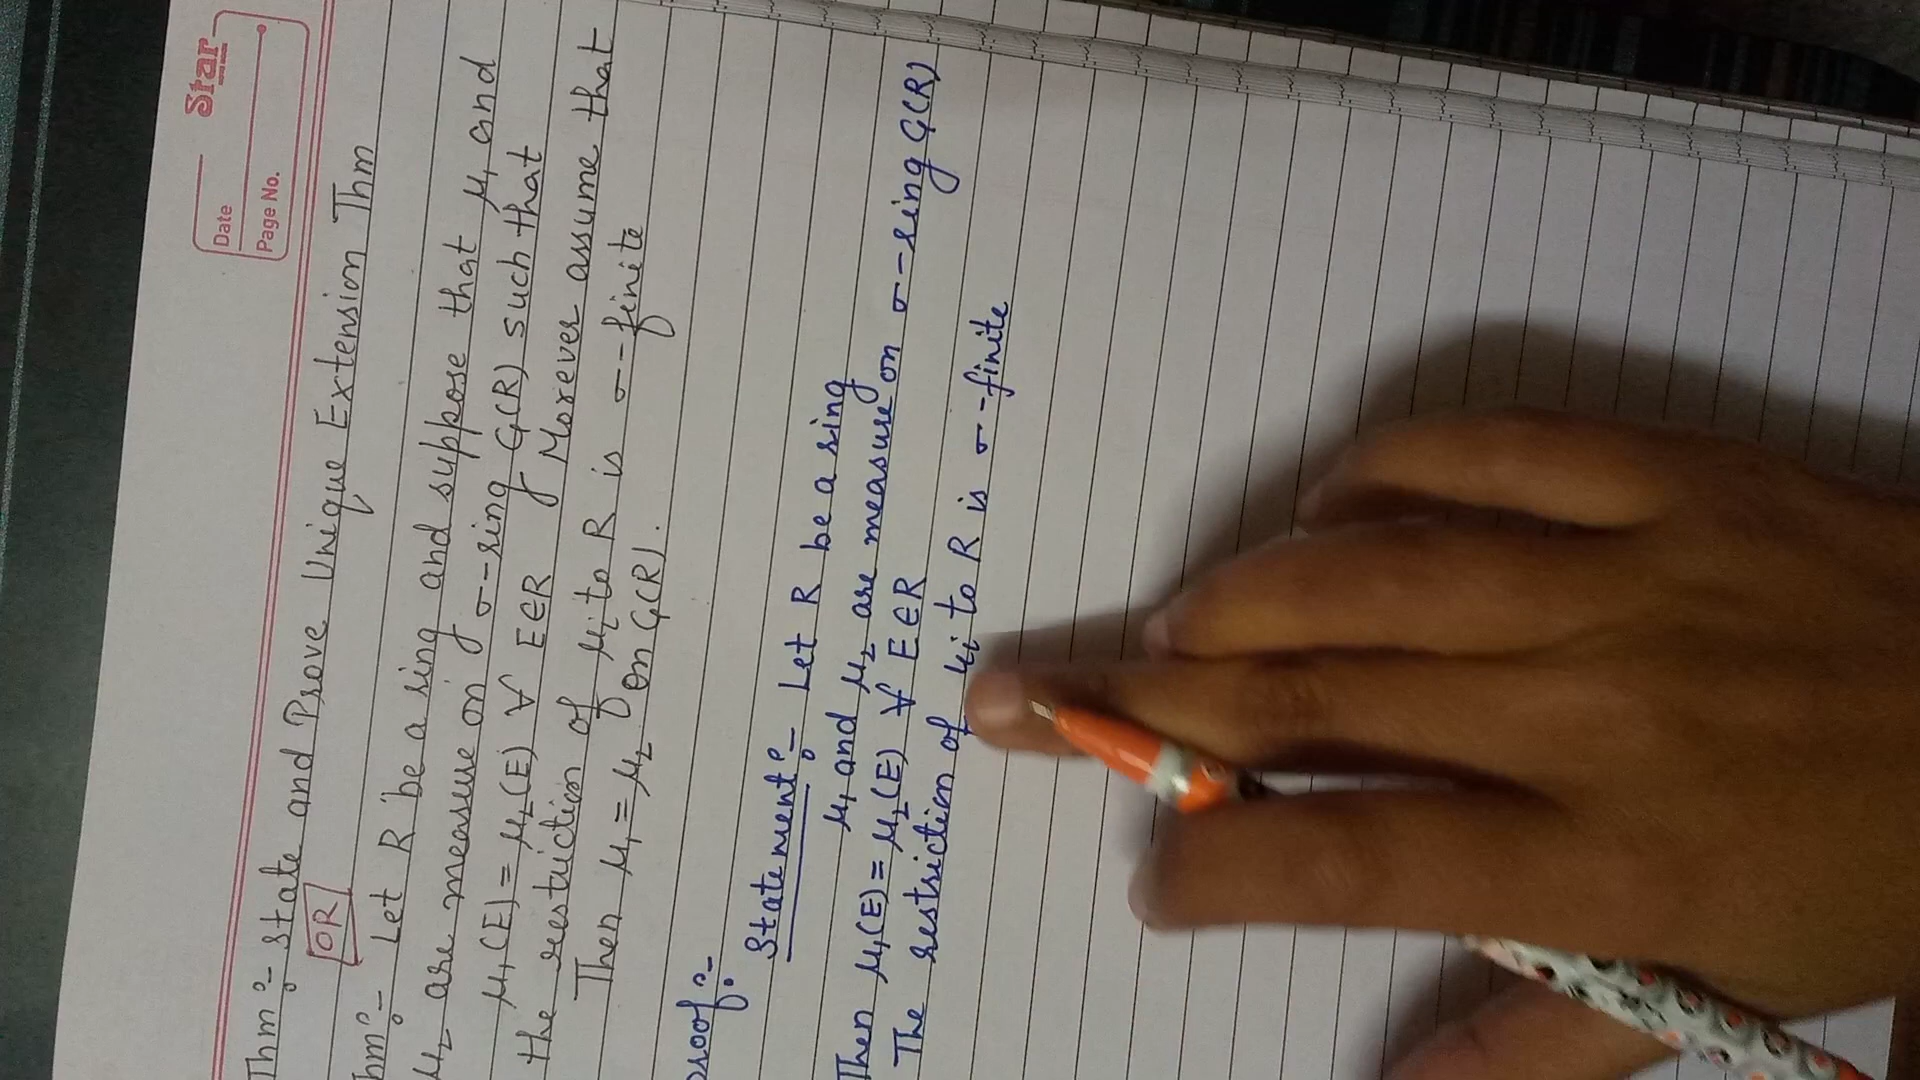 Star
Date
Page No.
Thm:- State and Prove Unique Extension Thm
OR
Thm:- Let R be a ring and suppose that μ₁ and
μ₂ are measure on σ-ring G(R) such that
μ₁(E) = μ₂(E) ∀ E∈R Morever assume that
the restriction of μi to R is σ-finite
Then μ₁ = μ₂ on G(R).
proof:-
Statement:- Let R be a ring
μ₁ and μ₂ are measure on σ-ring G(R)
Then μ₁(E) = μ₂(E) ∀ E∈R
The restriction of μi to R is σ-finite